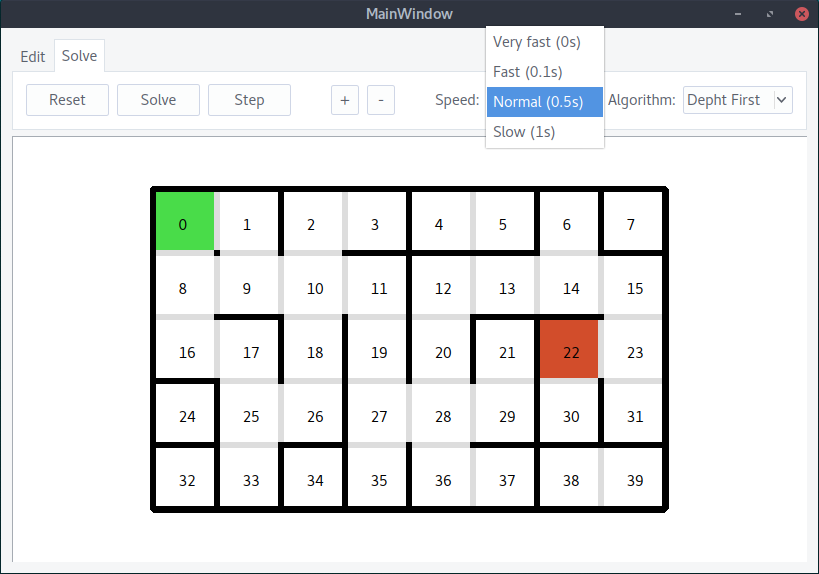 MainWindow
Edit Solve
Reset Solve Step + - Speed: Algorithm: Depht First
Very fast (0s)
Fast (0.1s)
Normal (0.5s)
Slow (1s)
0 1 2 3 4 5 6 7
8 9 10 11 12 13 14 15
16 17 18 19 20 21 22 23
24 25 26 27 28 29 30 31
32 33 34 35 36 37 38 39